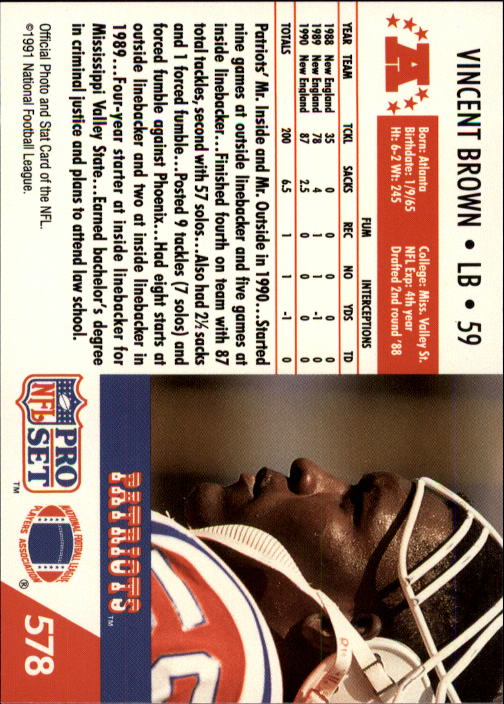 VINCENT BROWN • LB • 59
A
Born: Atlanta
Birthdate: 1/9/65
Ht: 6-2 Wt: 245
College: Miss. Valley St.
NFL Exp: 4th year
Drafted 2nd round '88
FUM INTERCEPTIONS
YEAR TEAM TCKL SACKS REC NO YDS TD
1988 New England 35 0 0 0 0 0
1989 New England 78 4 1 1 -1 0
1990 New England 87 2.5 0 0 0 0
TOTALS 200 6.5 1 1 -1 0
Patriots' Mr. Inside and Mr. Outside in 1990....Started
nine games at outside linebacker and five games at
inside linebacker...Finished fourth on team with 87
total tackles, second with 57 solos...Also had 2½ sacks
and 1 forced fumble...Posted 9 tackles (7 solos) and
forced fumble against Phoenix...Had eight starts at
outside linebacker and two at inside linebacker in
1989...Four-year starter at inside linebacker for
Mississippi Valley State...Earned bachelor's degree
in criminal justice and plans to attend law school.
Official Photo and Stat Card of the NFL.
©1991 National Football League.
PATRIOTS™
PRO
NFL SET™
NATIONAL FOOTBALL LEAGUE
PLAYERS ASSOCIATION®
578